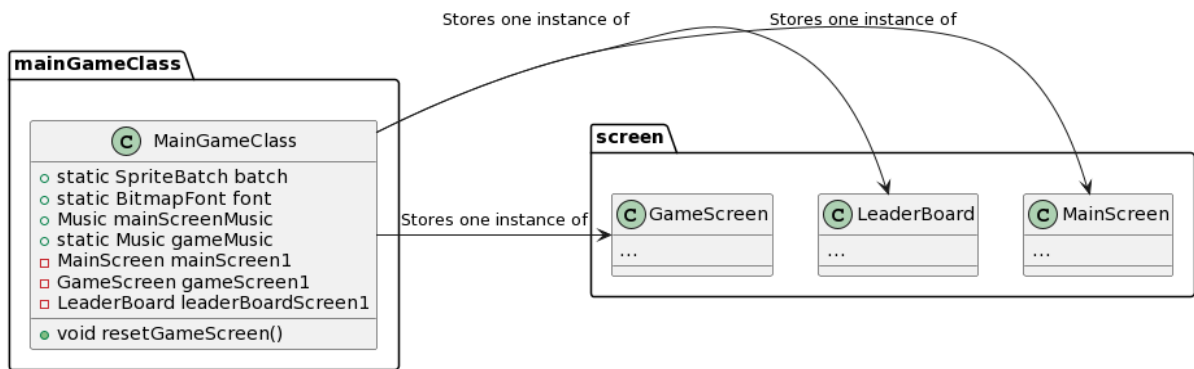 Stores one instance of
Stores one instance of
mainGameClass
C MainGameClass
static SpriteBatch batch
static BitmapFont font
Music mainScreenMusic
static Music gameMusic
MainScreen mainScreen1
GameScreen gameScreen1
LeaderBoard leaderBoardScreen1
void resetGameScreen()
Stores one instance of
screen
C GameScreen
...
C LeaderBoard
...
C MainScreen
...